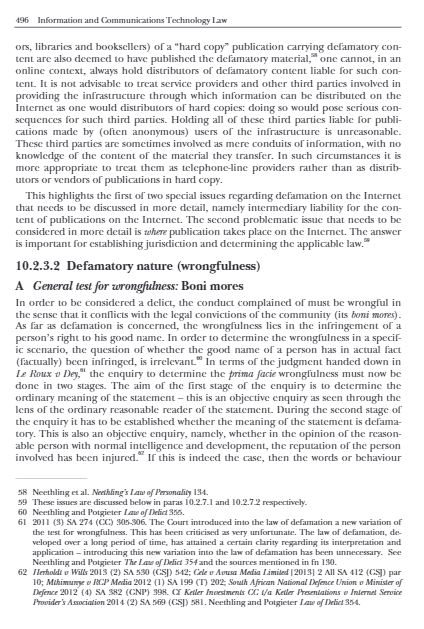 496 Information and Communications Technology Law
ors, libraries and booksellers) of a “hard copy” publication carrying defamatory con-
tent are also deemed to have published the defamatory material,58 one cannot, in an
online context, always hold distributors of defamatory content liable for such con-
tent. It is not advisable to treat service providers and other third parties involved in
providing the infrastructure through which information can be distributed on the
Internet as one would distributors of hard copies: doing so would pose serious con-
sequences for such third parties. Holding all of these third parties liable for publi-
cations made by (often anonymous) users of the infrastructure is unreasonable.
These third parties are sometimes involved as mere conduits of information, with no
knowledge of the content of the material they transfer. In such circumstances it is
more appropriate to treat them as telephone-line providers rather than as distrib-
utors or vendors of publications in hard copy.
This highlights the first of two special issues regarding defamation on the Internet
that needs to be discussed in more detail, namely intermediary liability for the con-
tent of publications on the Internet. The second problematic issue that needs to be
considered in more detail is where publication takes place on the Internet. The answer
is important for establishing jurisdiction and determining the applicable law.59
10.2.3.2 Defamatory nature (wrongfulness)
A General test for wrongfulness: Boni mores
In order to be considered a delict, the conduct complained of must be wrongful in
the sense that it conflicts with the legal convictions of the community (its boni mores).
As far as defamation is concerned, the wrongfulness lies in the infringement of a
person’s right to his good name. In order to determine the wrongfulness in a specif-
ic scenario, the question of whether the good name of a person has in actual fact
(factually) been infringed, is irrelevant.60 In terms of the judgment handed down in
Le Roux v Dey,61 the enquiry to determine the prima facie wrongfulness must now be
done in two stages. The aim of the first stage of the enquiry is to determine the
ordinary meaning of the statement – this is an objective enquiry as seen through the
lens of the ordinary reasonable reader of the statement. During the second stage of
the enquiry it has to be established whether the meaning of the statement is defama-
tory. This is also an objective enquiry, namely, whether in the opinion of the reason-
able person with normal intelligence and development, the reputation of the person
involved has been injured.62 If this is indeed the case, then the words or behaviour
58 Neethling et al. Neethling’s Law of Personality 134.
59 These issues are discussed below in paras 10.2.7.1 and 10.2.7.2 respectively.
60 Neethling and Potgieter Law of Delict 355.
61 2011 (3) SA 274 (CC) 305-306. The Court introduced into the law of defamation a new variation of
the test for wrongfulness. This has been criticised as very unfortunate. The law of defamation, de-
veloped over a long period of time, has attained a certain clarity regarding its interpretation and
application – introducing this new variation into the law of defamation has been unnecessary. See
Neethling and Potgieter The Law of Delict 354 and the sources mentioned in fn 130.
62 Herholdt v Wills 2013 (2) SA 530 (GSJ) 542; Cele v Avusa Media Limited [2013] 2 All SA 412 (GSJ) par
10; Mthimunye v RCP Media 2012 (1) SA 199 (T) 202; South African National Defence Union v Minister of
Defence 2012 (4) SA 382 (GNP) 398. Cf Ketler Investments CC t/a Ketler Presentations v Internet Service
Provider’s Association 2014 (2) SA 569 (GSJ) 581. Neethling and Potgieter Law of Delict 354.